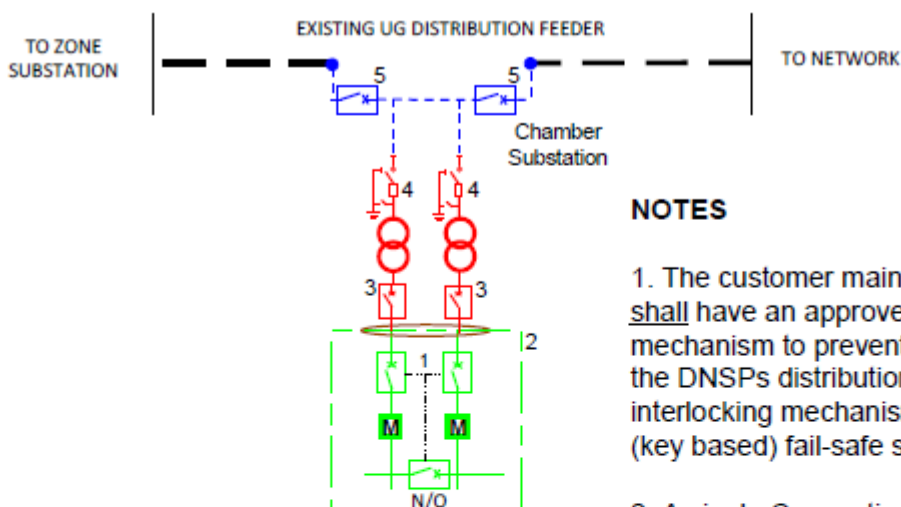 EXISTING UG DISTRIBUTION FEEDER
TO ZONE
SUBSTATION
TO NETWORK
5
5
Chamber
Substation
4
4
NOTES
3
3
1. The customer main
shall have an approve
mechanism to prevent
the DNSPs distribution
interlocking mechanis
(key based) fail-safe s
2
1
M
M
N/O